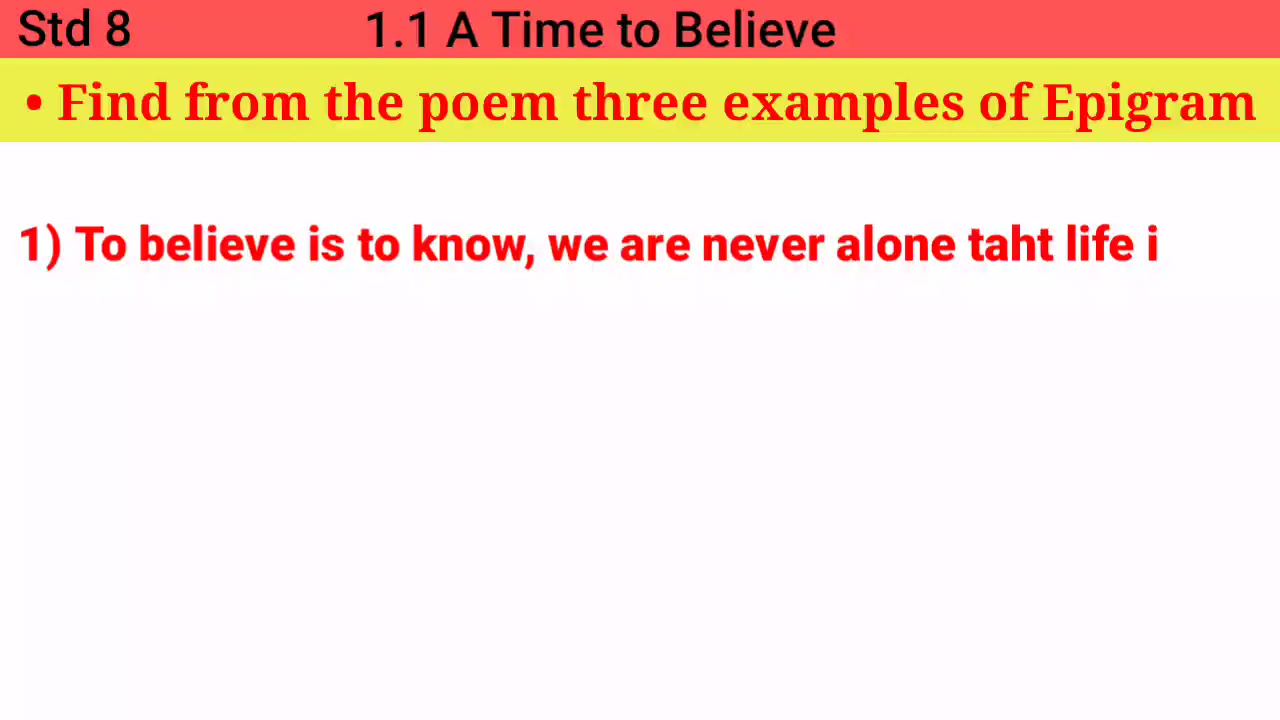 Std 8 1.1 A Time to Believe
• Find from the poem three examples of Epigram
1) To believe is to know, we are never alone taht life i